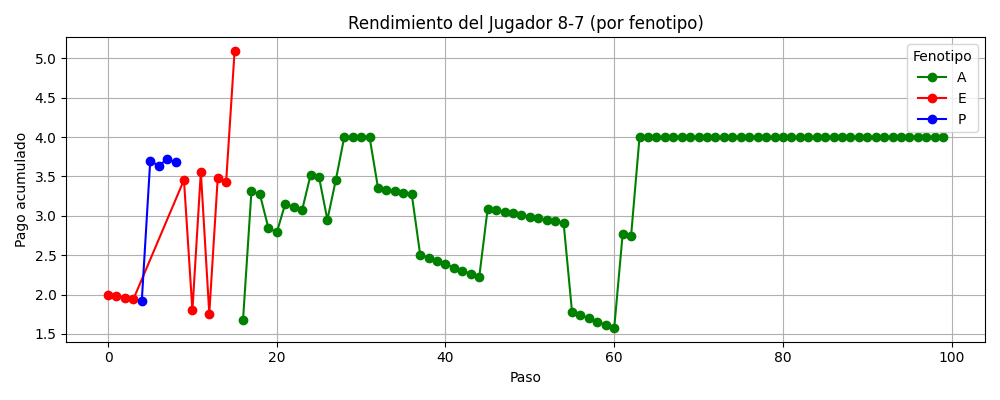 Rendimiento del Jugador 8-7 (por fenotipo)
Pago acumulado
5.0
4.5
4.0
3.5
3.0
2.5
2.0
1.5
Fenotipo
A
E
P
0
20
40
60
80
100
Paso